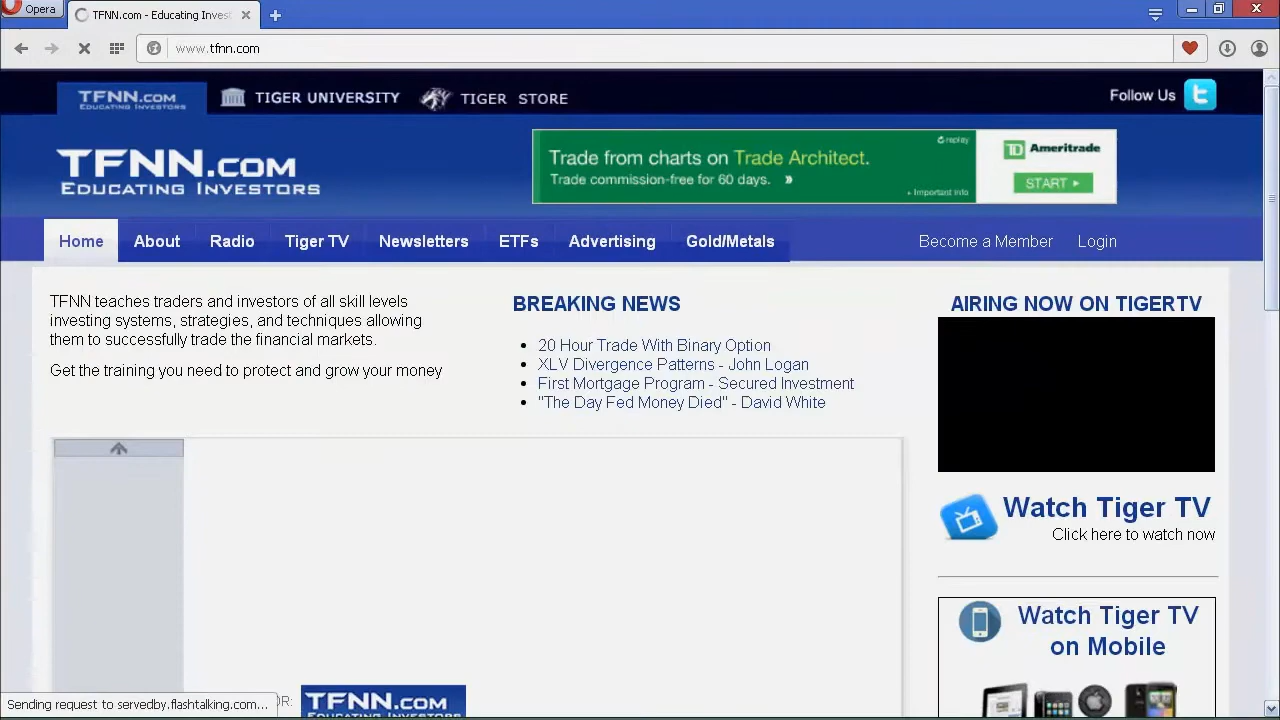 Opera
TFNN.com - Educating Invest
www.tfnn.com
TFNN.COM
EDUCATING INVESTORS
TIGER UNIVERSITY
TIGER STORE
Follow Us
TFNN.COM
EDUCATING INVESTORS
Trade from charts on Trade Architect.
Trade commission-free for 60 days. »
replay
+ Important Info
TD Ameritrade
START
Home
About
Radio
Tiger TV
Newsletters
ETFs
Advertising
Gold/Metals
Become a Member
Login
TFNN teaches traders and investors of all skill levels
investing systems, strategies, and techniques allowing
them to successfully trade the financial markets.
Get the training you need to protect and grow your money
BREAKING NEWS
20 Hour Trade With Binary Option
XLV Divergence Patterns - John Logan
First Mortgage Program - Secured Investment
"The Day Fed Money Died" - David White
AIRING NOW ON TIGERTV
Watch Tiger TV
Click here to watch now
Watch Tiger TV
on Mobile
Sending request to servedby.flashtalking.com...
TFNN.COM
EDUCATING INVESTORS